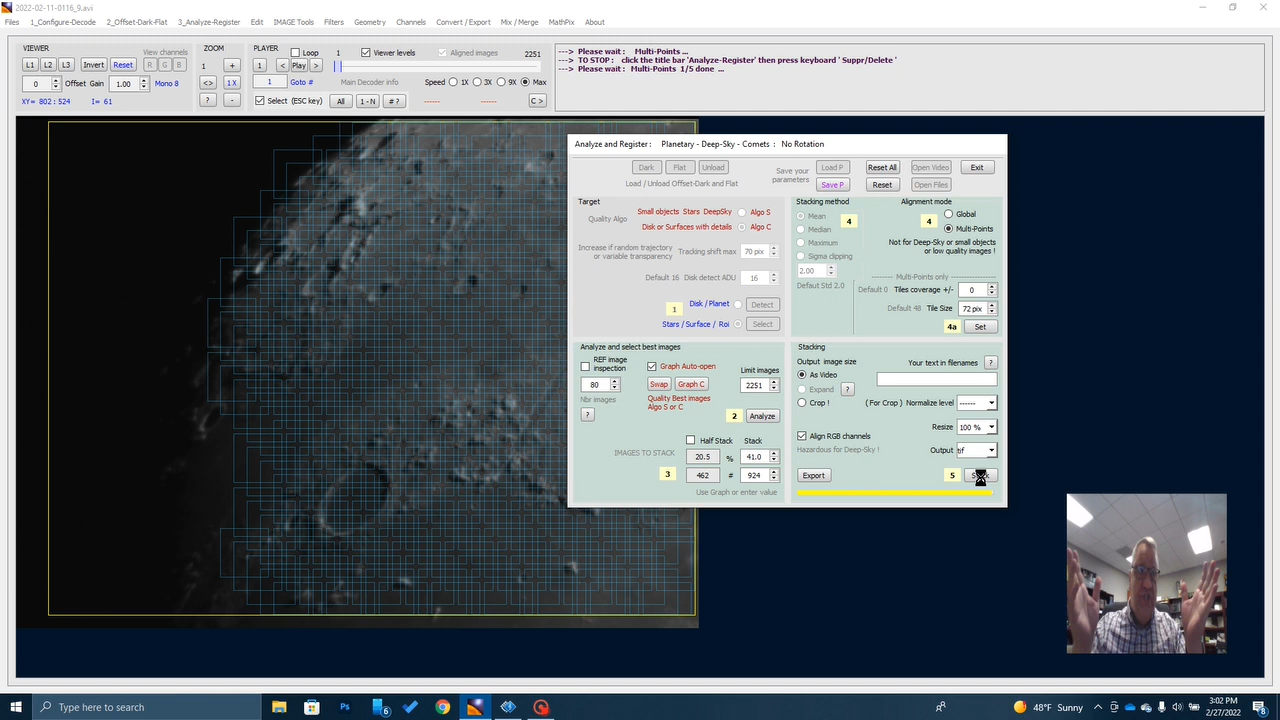 2022-02-11-0116_9.avi
Files 1_Configure-Decode 2_Offset-Dark-Flat 3_Analyze-Register Edit IMAGE Tools Filters Geometry Channels Convert / Export Mix / Merge MathPix About
VIEWER View channels
L1 L2 L3 Invert Reset R G B
0 Offset Gain 1.00 Mono 8
XY= 802 : 524 I= 61
ZOOM
1 +
<> 1 X
? -
PLAYER Loop 1 Viewer levels Aligned images 2251
1 < Play >
1 Goto # Main Decoder info Speed 1X 3X 9X Max
Select (ESC key) All 1 - N # ? ------ ------ C >
---> Please wait : Multi-Points ...
---> TO STOP : click the title bar 'Analyze-Register' then press keyboard ' Suppr/Delete '
---> Please wait : Multi-Points 1/5 done ...
Analyze and Register : Planetary - Deep-Sky - Comets : No Rotation
Dark Flat Unload
Load / Unload Offset-Dark and Flat
Save your parameters
Load P Reset All Open Video Exit
Save P Reset Open Files
Target
Quality Algo
Small objects Stars DeepSky Algo S
Disk or Surfaces with details Algo C
Increase if random trajectory
or variable transparency
Tracking shift max 70 pix
Default 16 Disk detect ADU 16
1 Disk / Planet Detect
Stars / Surface / Roi Select
Stacking method
Mean 4
Median
Maximum
Sigma clipping
2.00
Defaut Std 2.0
Alignment mode
4 Global
Multi-Points
Not for Deep-Sky or small objects
or low quality images !
-------- Multi-Points only --------
Default 0 Tiles coverage +/- 0
Default 48 Tile Size 72 pix
4a Set
Analyze and select best images
REF image
inspection
80
Nbr images
?
Graph Auto-open
Swap Graph C
Quality Best images
Algo S or C
Limit images
2251
2 Analyze
Half Stack Stack
IMAGES TO STACK 20.5 % 41.0
3 462 # 924
Use Graph or enter value
Stacking
Output image size Your text in filenames ?
As Video
Expand ?
Crop ! ( For Crop ) Normalize level ------
Resize 100 %
Align RGB channels
Hazardous for Deep-Sky ! Output tif
Export 5
Type here to search
48°F Sunny
3:02 PM
2/27/2022